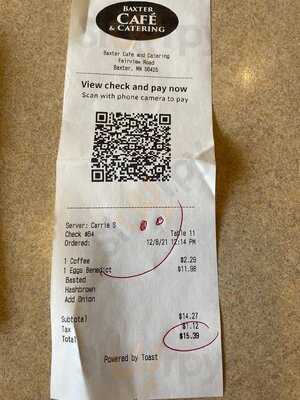 BAXTER
CAFÉ
& CATERING
Baxter Cafe and Catering
Fairview Road
Baxter, MN 56425
View check and pay now
Scan with phone camera to pay
Server: Carrie S
Check #64 Table 11
Ordered: 12/8/21 12:14 PM
1 Coffee $2.29
1 Eggs Benedict $11.98
Basted
Hashbrown
Add Onion
Subtotal $14.27
Tax $1.12
Total $15.39
Powered by Toast